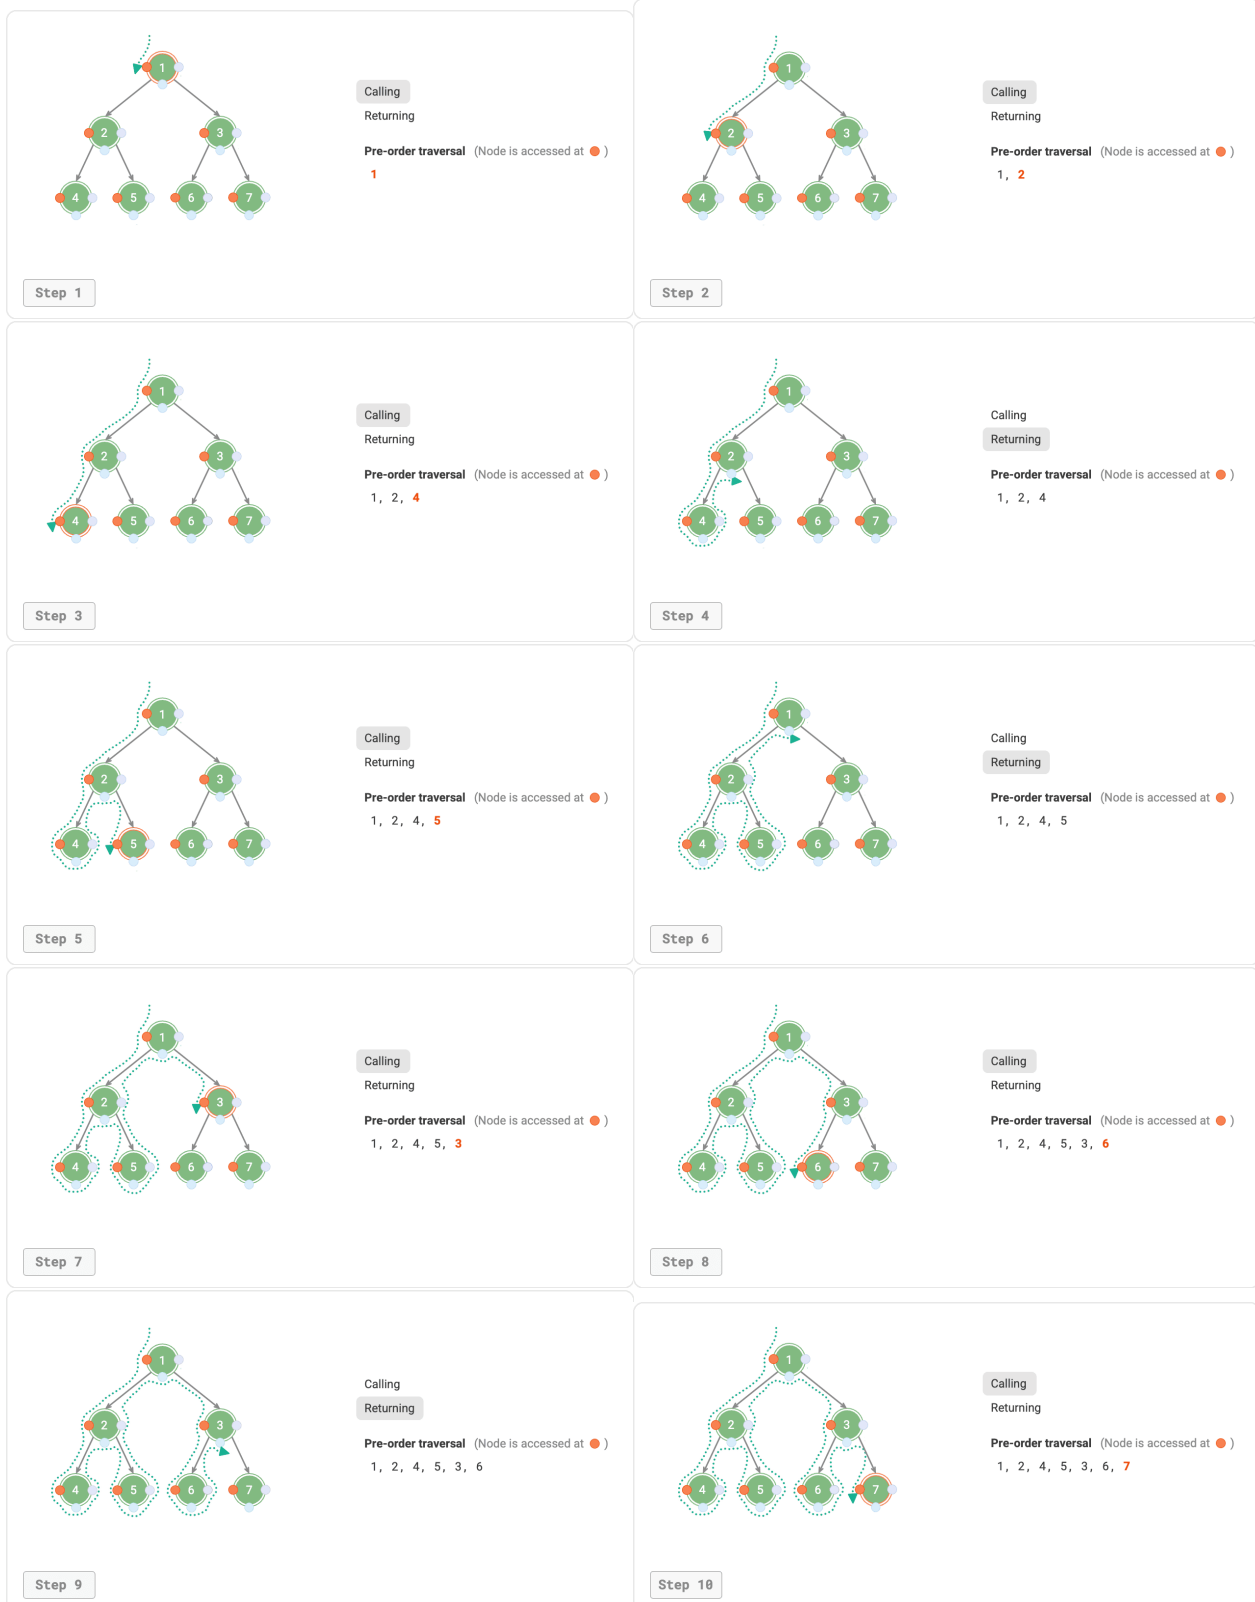 1
2
3
4
5
6
7
Calling
Returning
Pre-order traversal (Node is accessed at )
1
Step 1
1
2
3
4
5
6
7
Calling
Returning
Pre-order traversal (Node is accessed at )
1, 2
Step 2
1
2
3
4
5
6
7
Calling
Returning
Pre-order traversal (Node is accessed at )
1, 2, 4
Step 3
1
2
3
4
5
6
7
Calling
Returning
Pre-order traversal (Node is accessed at )
1, 2, 4
Step 4
1
2
3
4
5
6
7
Calling
Returning
Pre-order traversal (Node is accessed at )
1, 2, 4, 5
Step 5
1
2
3
4
5
6
7
Calling
Returning
Pre-order traversal (Node is accessed at )
1, 2, 4, 5
Step 6
1
2
3
4
5
6
7
Calling
Returning
Pre-order traversal (Node is accessed at )
1, 2, 4, 5, 3
Step 7
1
2
3
4
5
6
7
Calling
Returning
Pre-order traversal (Node is accessed at )
1, 2, 4, 5, 3, 6
Step 8
1
2
3
4
5
6
7
Calling
Returning
Pre-order traversal (Node is accessed at )
1, 2, 4, 5, 3, 6
Step 9
1
2
3
4
5
6
7
Calling
Returning
Pre-order traversal (Node is accessed at )
1, 2, 4, 5, 3, 6, 7
Step 10